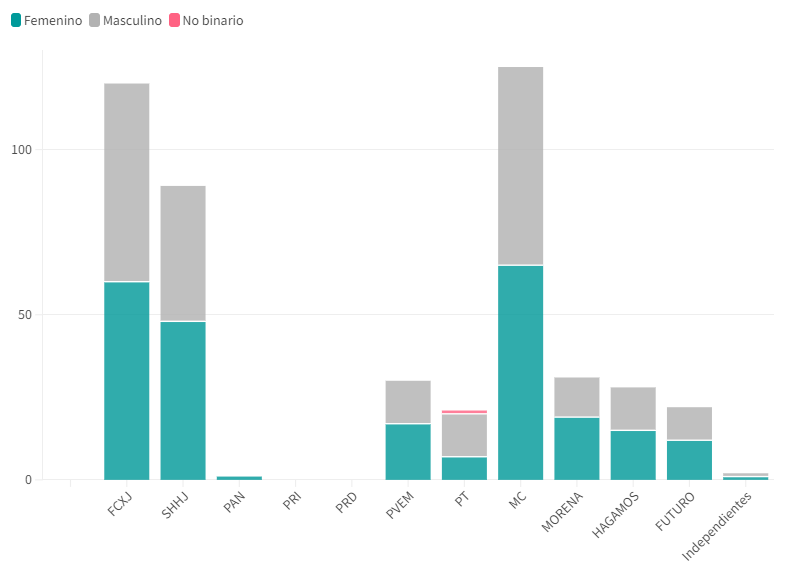 Femenino Masculino No binario
100
50
0
FCXJ SHHJ PAN PRI PRD PVEM PT MC MORENA HAGAMOS FUTURO Independientes